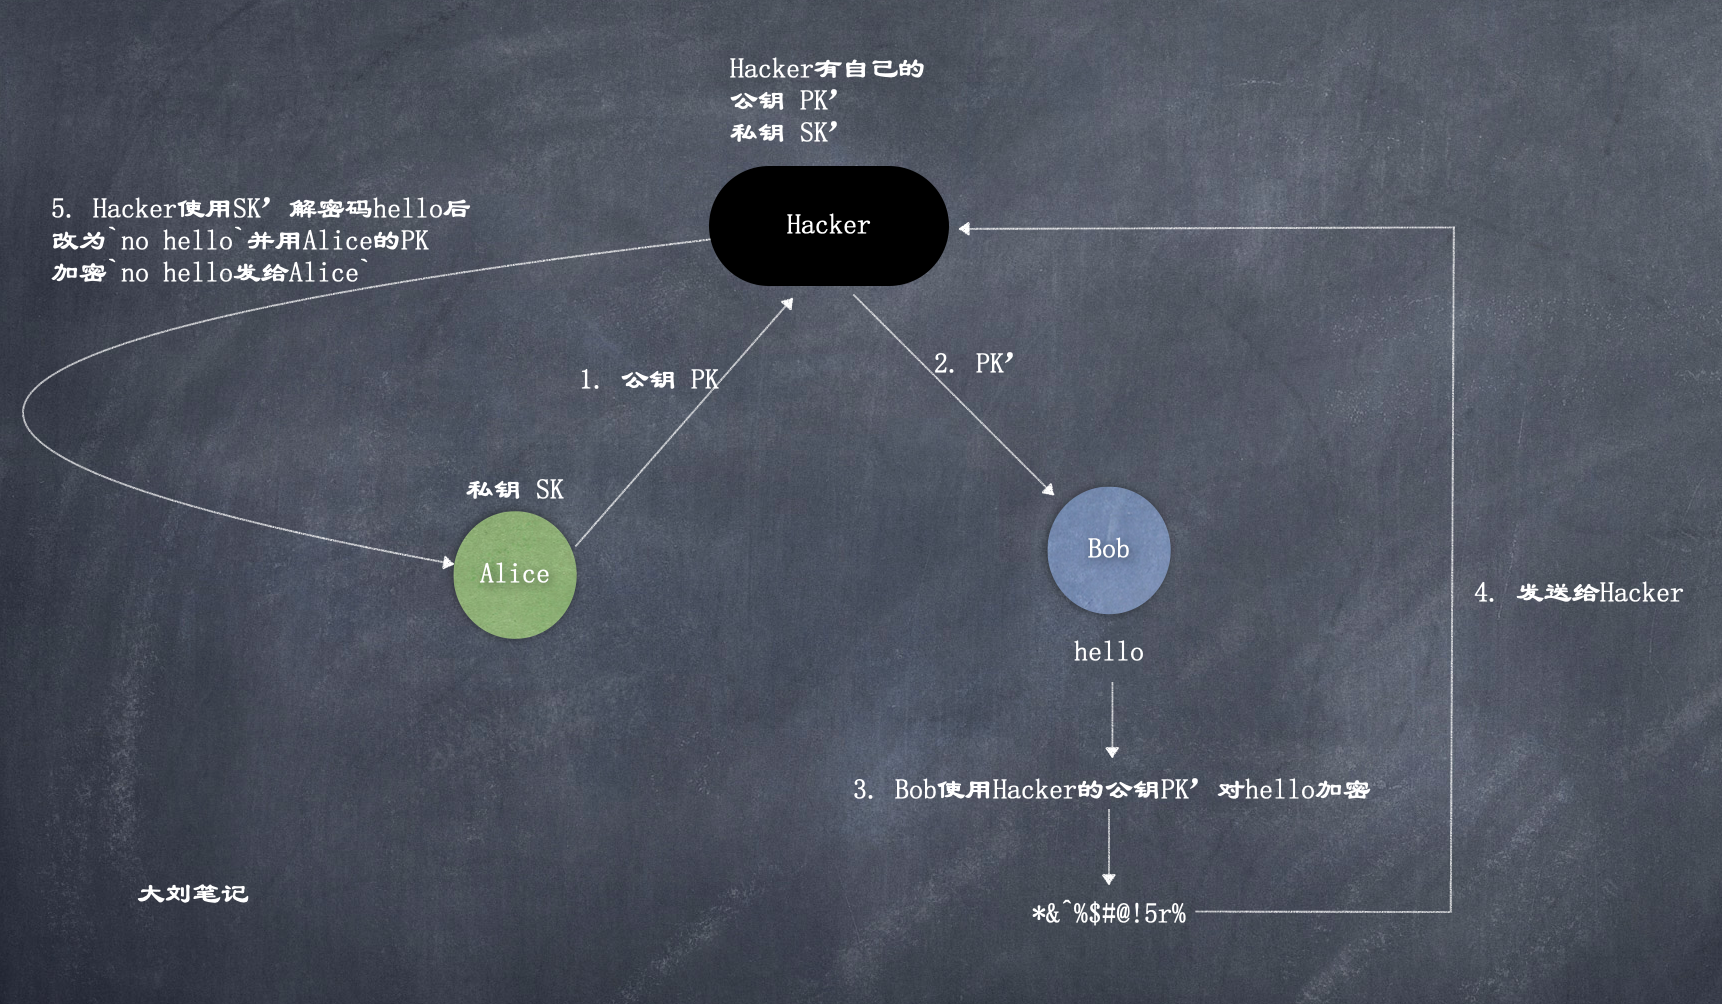 Hacker有自己的
公钥 PK’
私钥 SK’
Hacker
5. Hacker使用SK’ 解密码hello后
改为`no hello`并用Alice的PK
加密`no hello发给Alice`
1. 公钥 PK
2. PK’
私钥 SK
Alice
Bob
hello
4. 发送给Hacker
3. Bob使用Hacker的公钥PK’ 对hello加密
*&^%$#@!5r%
大刘笔记